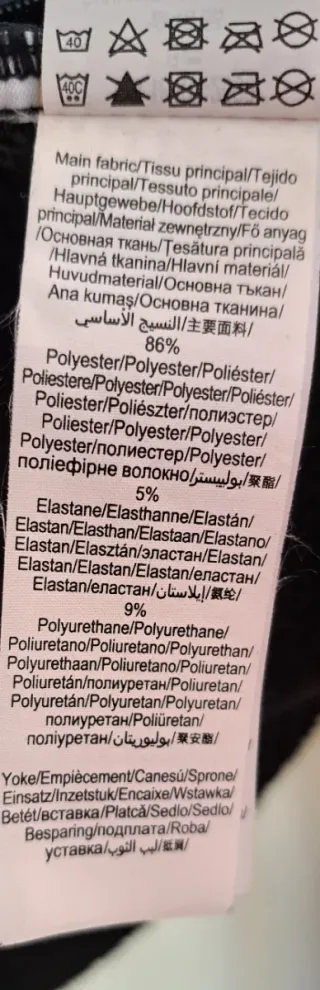 40
40C
Main fabric/Tissu principal/Tejido
principal/Tessuto principale/
Hauptgewebe/Hoofdstof/Tecido
principal/Materiał zewnętrzny/Fő anyag
/Основная ткань/Ţesătura principală
/Hlavná tkanina/Hlavní materiál/
Huvudmaterial/Основна тъкан/
Ana kumaş/Основна тканина/
النسيج الأساسي/主要面料/
86%
Polyester/Polyester/Poliéster/
Poliestere/Polyester/Polyester/Poliéster/
Poliester/Poliészter/полиэстер/
Poliester/Polyester/Polyester/
Polyester/полиестер/Polyester/
поліефірне волокно/بوليستر/聚酯/
5%
Elastane/Elasthanne/Elastán/
Elastan/Elasthan/Elastaan/Elastano/
Elastan/Elasztán/эластан/Elastan/
Elastan/Elastan/Elastan/еластан/
Elastan/еластан/إيلاستان/氨纶/
9%
Polyurethane/Polyurethane/
Poliuretano/Poliuretano/Polyurethan/
Polyurethaan/Poliuretano/Poliuretan/
Poliuretán/полиуретан/Poliuretan/
Polyuretán/Polyuretan/Polyuretan/
полиуретан/Poliüretan/
поліуретан/بوليوريتان/聚安酯/
Yoke/Empiècement/Canesú/Sprone/
Einsatz/Inzetstuk/Encaixe/Wstawka/
Betét/вставка/Platcă/Sedlo/Sedlo/
Besparing/подплата/Roba/
уставка/ليب الثوب/